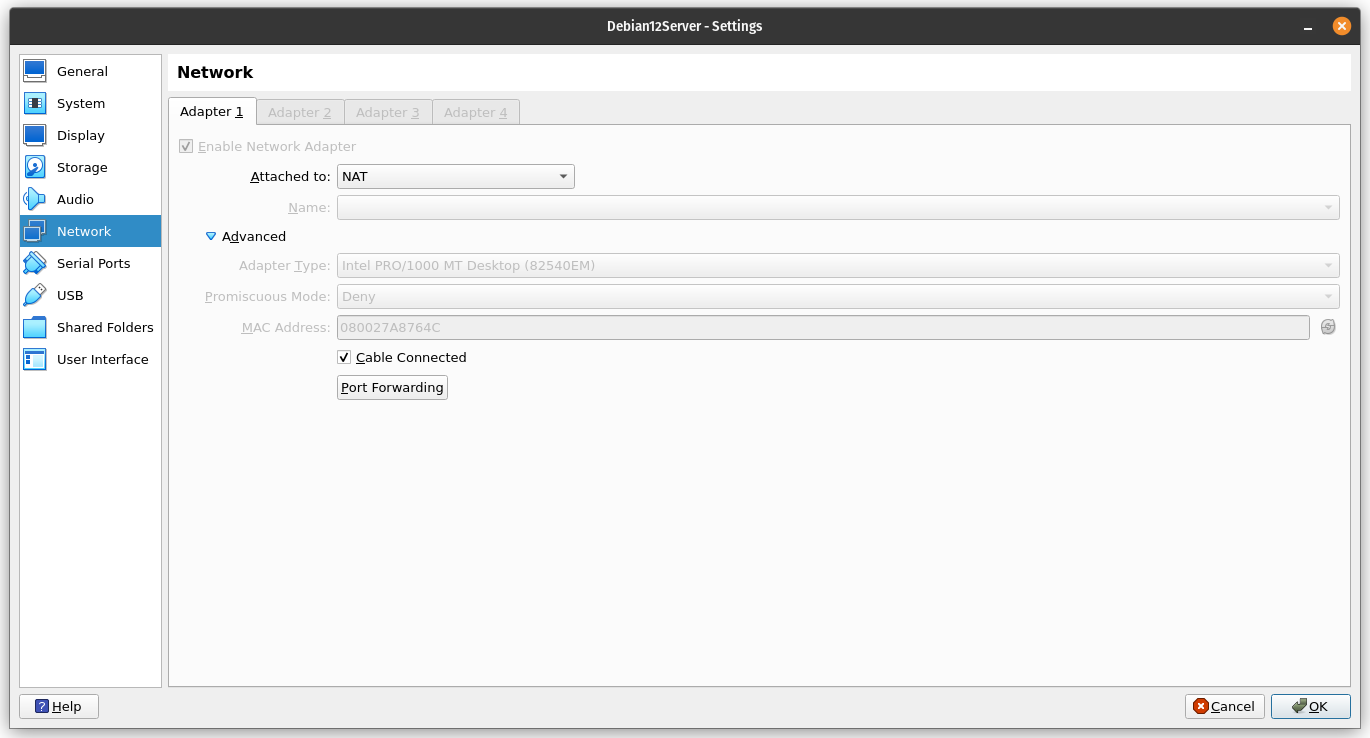 Debian12Server - Settings
General
System
Display
Storage
Audio
Network
Serial Ports
USB
Shared Folders
User Interface
Network
Adapter 1 Adapter 2 Adapter 3 Adapter 4
Enable Network Adapter
Attached to: NAT
Name:
Advanced
Adapter Type: Intel PRO/1000 MT Desktop (82540EM)
Promiscuous Mode: Deny
MAC Address: 080027A8764C
Cable Connected
Port Forwarding
? Help
Cancel
OK